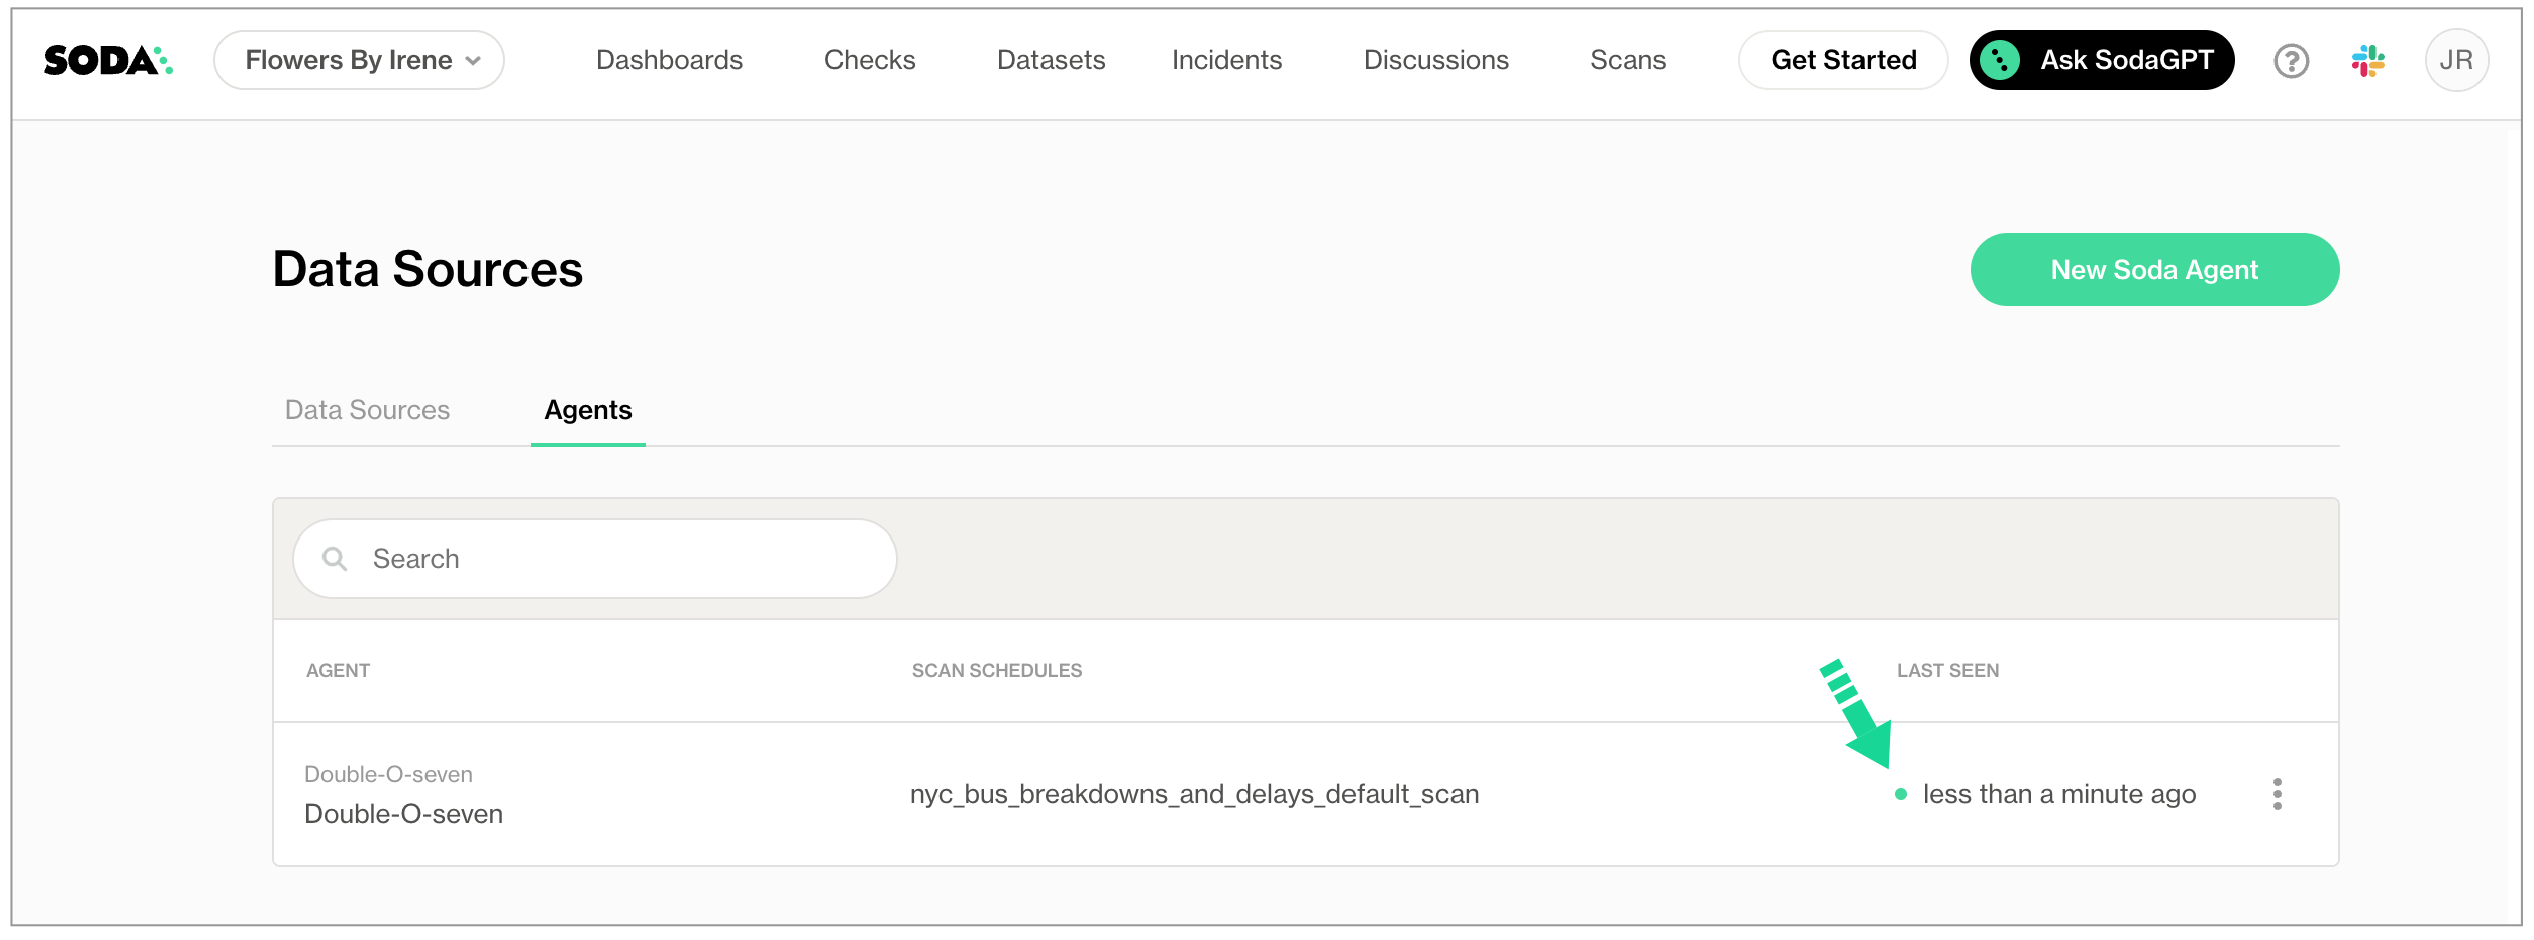 SODA Flowers By Irene Dashboards Checks Datasets Incidents Discussions Scans Get Started Ask SodaGPT JR
Data Sources New Soda Agent
Data Sources Agents
Search
AGENT SCAN SCHEDULES LAST SEEN
Double-O-seven
Double-O-seven nyc_bus_breakdowns_and_delays_default_scan less than a minute ago